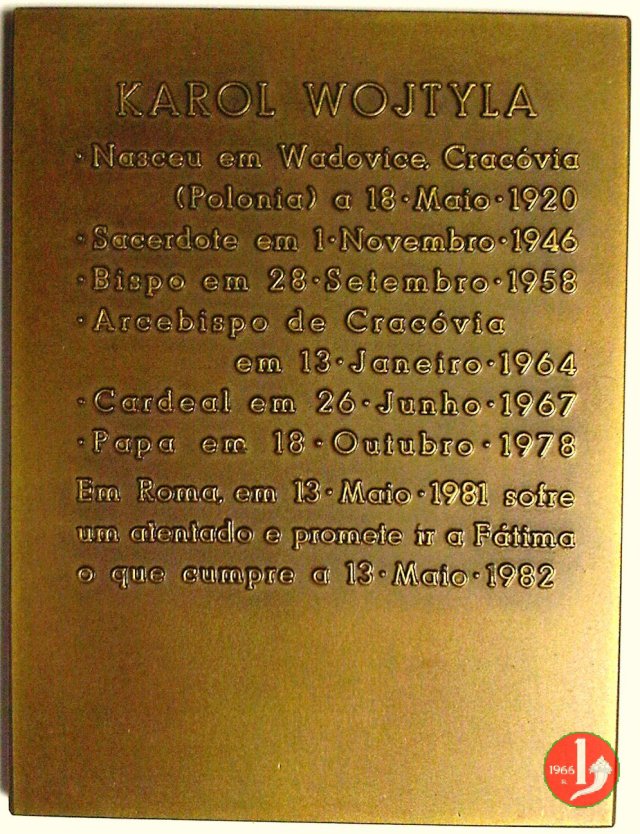 KAROL WOJTYLA
·Nasceu em Wadovice, Cracóvia
(Polonia) a 18·Maio·1920
·Sacerdote em 1·Novembro·1946
·Bispo em 28·Setembro·1958
·Arcebispo de Cracóvia
em 13·Janeiro·1964
·Cardeal em 26·Junho·1967
·Papa em 18·Outubro·1978
Em Roma, em 13·Maio·1981 sofre
um atentado e promete ir a Fátima
o que cumpre a 13·Maio·1982
1966
R.